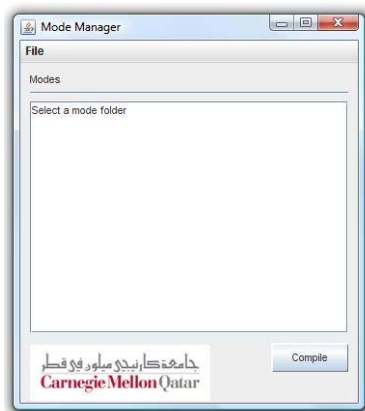 Mode Manager
File
Modes
Select a mode folder
Compile
جامعة كارنيجي ميلون في قطر
Carnegie Mellon Qatar